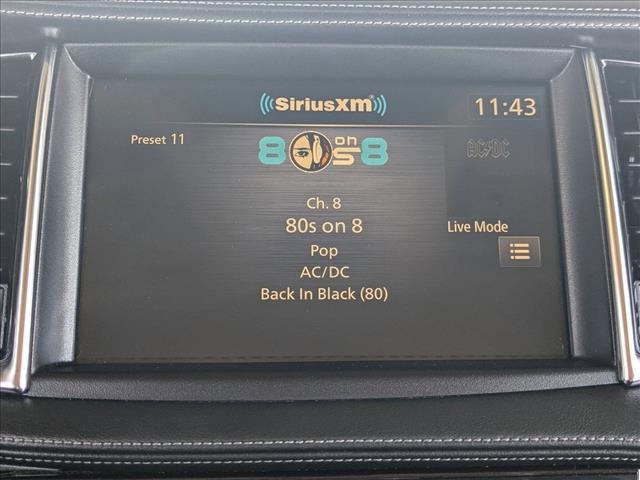 SiriusXM
11:43
Preset 11
80s on 8
AC/DC
Ch. 8
80s on 8
Pop
Live Mode
AC/DC
Back In Black (80)